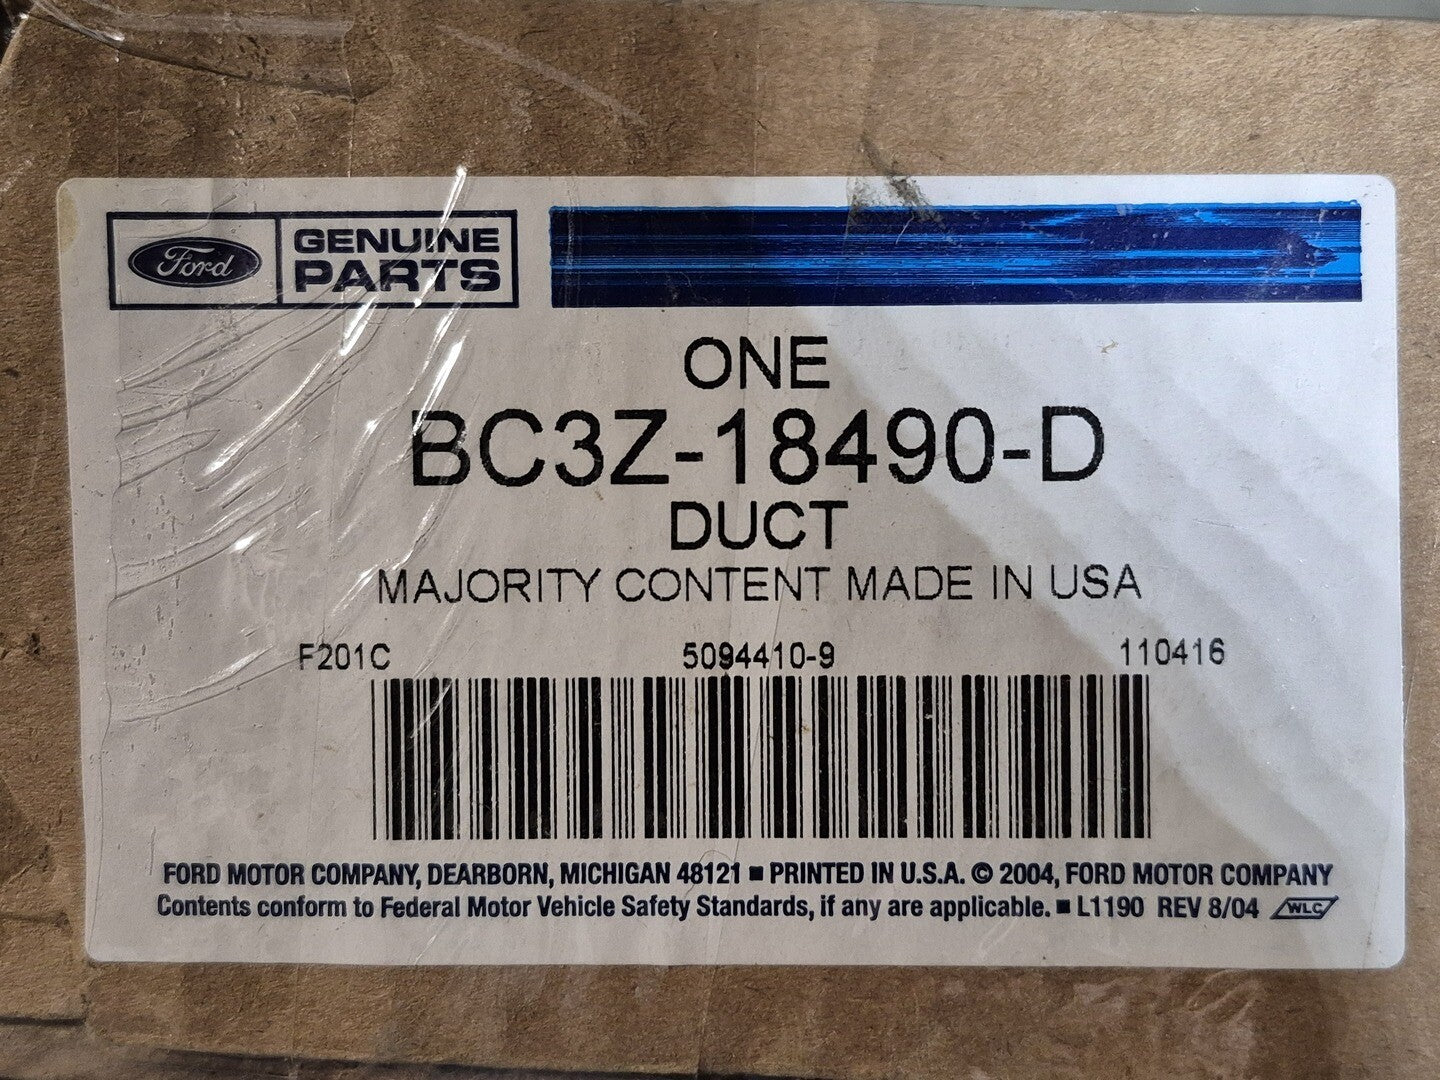 Ford GENUINE
PARTS
ONE
BC3Z-18490-D
DUCT
MAJORITY CONTENT MADE IN USA
F201C 5094410-9 110416
FORD MOTOR COMPANY, DEARBORN, MICHIGAN 48121 ■ PRINTED IN U.S.A. © 2004, FORD MOTOR COMPANY
Contents conform to Federal Motor Vehicle Safety Standards, if any are applicable. ■ L1190 REV 8/04 WLC